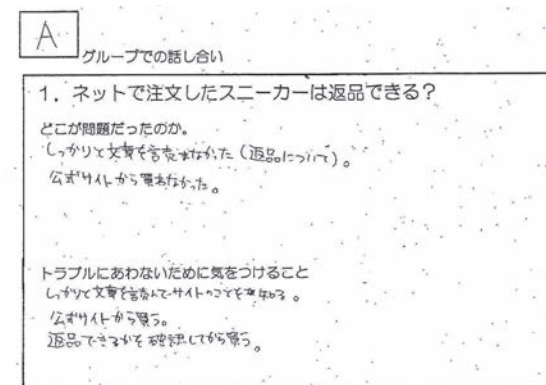 A
グループでの話し合い
1. ネットで注文したスニーカーは返品できる?
どこが問題だったのか。
しっかりと文章を読まなかった(返品について)。
公式サイトから買わなかった。
トラブルにあわないために気をつけること
しっかりと文章を読んでサイトのことを知る。
公式サイトから買う。
返品できるかを確認してから買う。